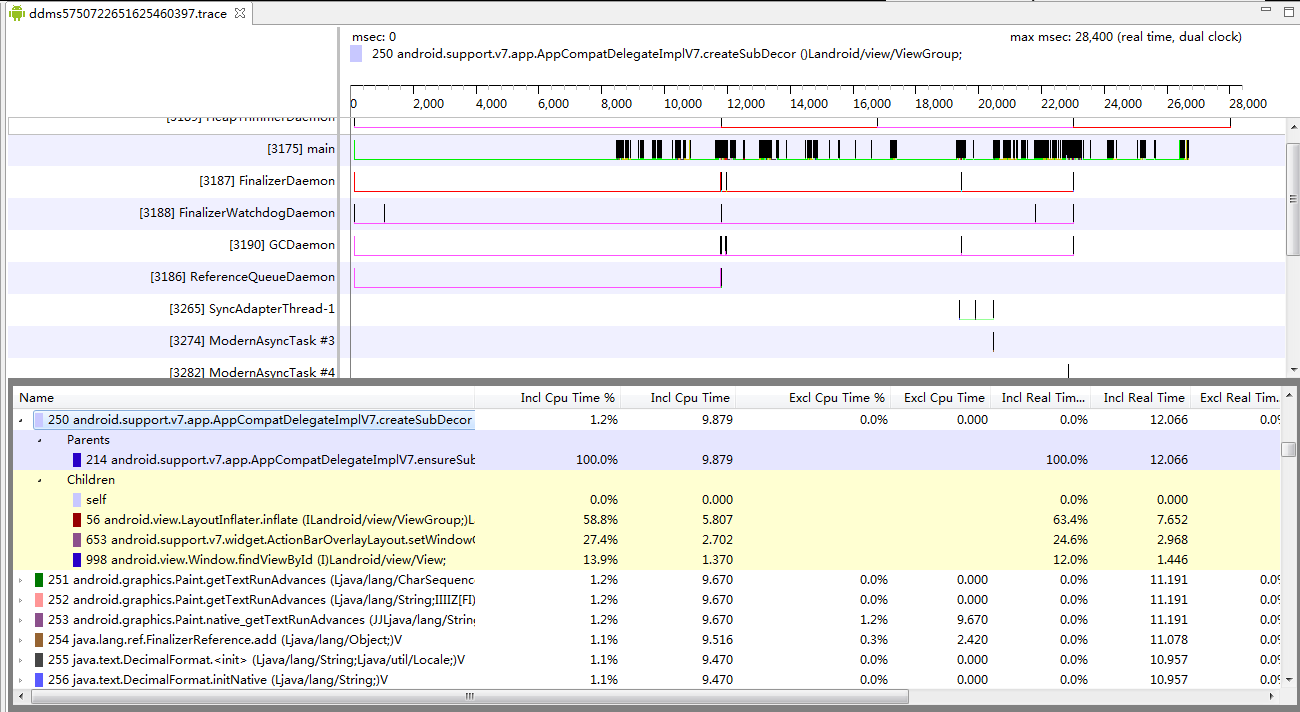 ddms5750722651625460397.trace
msec: 0 max msec: 28,400 (real time, dual clock)
250 android.support.v7.app.AppCompatDelegateImplV7.createSubDecor ()Landroid/view/ViewGroup;
0 2,000 4,000 6,000 8,000 10,000 12,000 14,000 16,000 18,000 20,000 22,000 24,000 26,000 28,000
[3189] HeapTrimmerDaemon
[3175] main
[3187] FinalizerDaemon
[3188] FinalizerWatchdogDaemon
[3190] GCDaemon
[3186] ReferenceQueueDaemon
[3265] SyncAdapterThread-1
[3274] ModernAsyncTask #3
[3282] ModernAsyncTask #4
Name Incl Cpu Time % Incl Cpu Time Excl Cpu Time % Excl Cpu Time Incl Real Tim... Incl Real Time Excl Real Tim.
250 android.support.v7.app.AppCompatDelegateImplV7.createSubDecor 1.2% 9.879 0.0% 0.000 0.0% 12.066 0.0%
Parents
214 android.support.v7.app.AppCompatDelegateImplV7.ensureSub 100.0% 9.879 100.0% 12.066
Children
self 0.0% 0.000 0.0% 0.000
56 android.view.LayoutInflater.inflate (ILandroid/view/ViewGroup;)L 58.8% 5.807 63.4% 7.652
653 android.support.v7.widget.ActionBarOverlayLayout.setWindowC 27.4% 2.702 24.6% 2.968
998 android.view.Window.findViewById (I)Landroid/view/View; 13.9% 1.370 12.0% 1.446
251 android.graphics.Paint.getTextRunAdvances (Ljava/lang/CharSequenc 1.2% 9.670 0.0% 0.000 0.0% 11.191 0.0%
252 android.graphics.Paint.getTextRunAdvances (Ljava/lang/String;IIIIZ[FI) 1.2% 9.670 0.0% 0.000 0.0% 11.191 0.0%
253 android.graphics.Paint.native_getTextRunAdvances (JJLjava/lang/Strin 1.2% 9.670 1.2% 9.670 0.0% 11.191 0.0%
254 java.lang.ref.FinalizerReference.add (Ljava/lang/Object;)V 1.1% 9.516 0.3% 2.420 0.0% 11.078 0.0%
255 java.text.DecimalFormat.<init> (Ljava/lang/String;Ljava/util/Locale;)V 1.1% 9.470 0.0% 0.000 0.0% 10.957 0.0%
256 java.text.DecimalFormat.initNative (Ljava/lang/String;)V 1.1% 9.470 0.0% 0.000 0.0% 10.957 0.0%